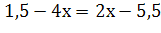 1,5 − 4x = 2x − 5,5